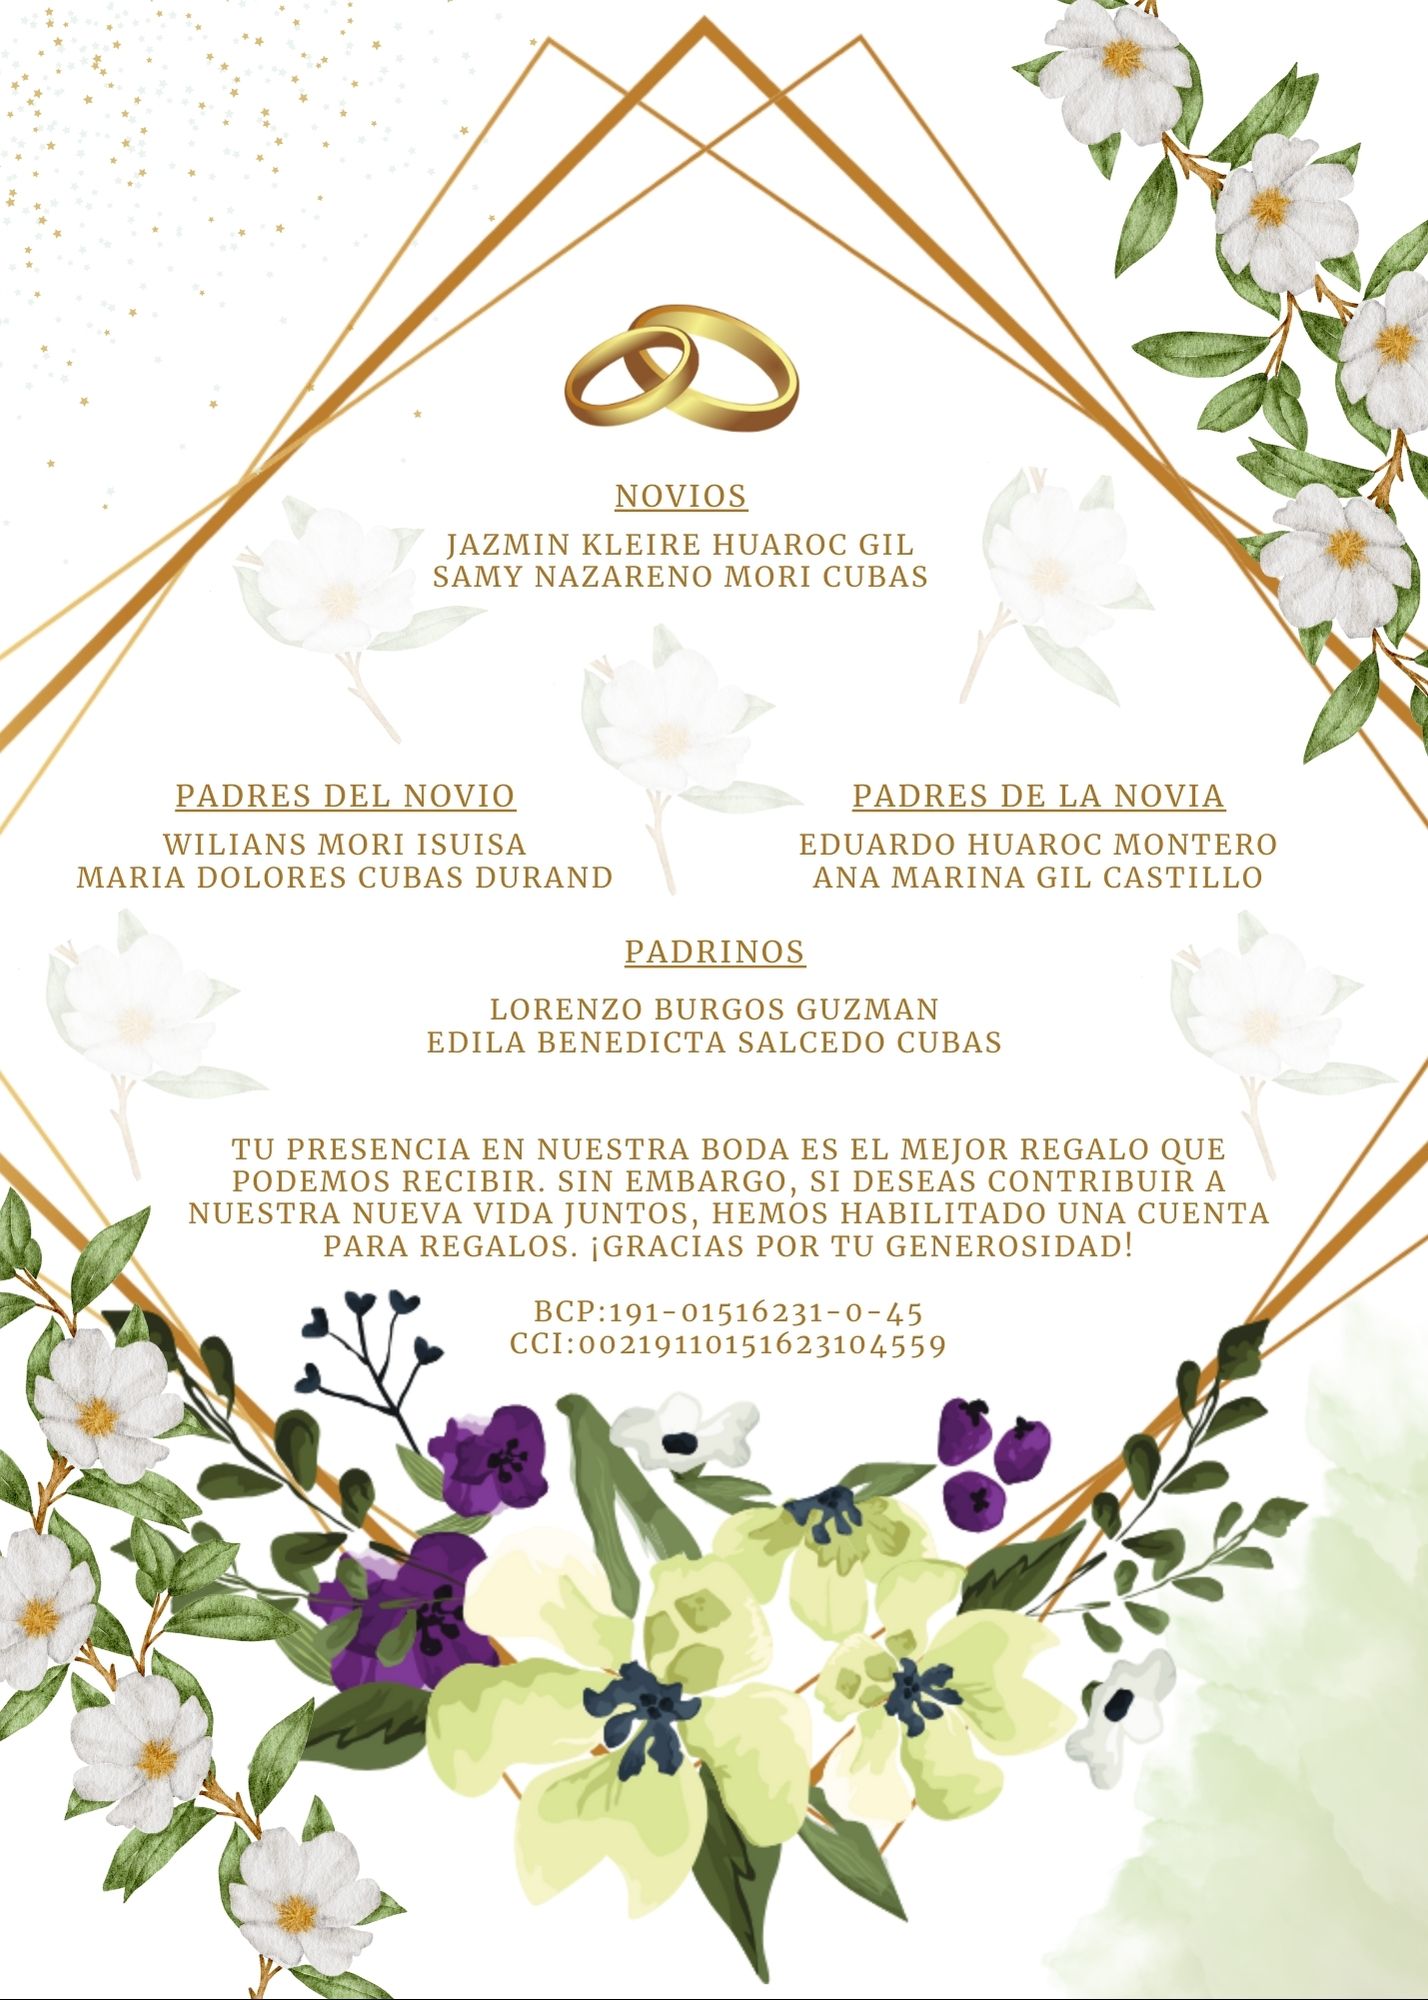 NOVIOS
JAZMIN KLEIRE HUAROC GIL
SAMY NAZARENO MORI CUBAS
PADRES DEL NOVIO
WILIANS MORI ISUISA
MARIA DOLORES CUBAS DURAND
PADRES DE LA NOVIA
EDUARDO HUAROC MONTERO
ANA MARINA GIL CASTILLO
PADRINOS
LORENZO BURGOS GUZMAN
EDILA BENEDICTA SALCEDO CUBAS
TU PRESENCIA EN NUESTRA BODA ES EL MEJOR REGALO QUE
PODEMOS RECIBIR. SIN EMBARGO, SI DESEAS CONTRIBUIR A
NUESTRA NUEVA VIDA JUNTOS, HEMOS HABILITADO UNA CUENTA
PARA REGALOS. ¡GRACIAS POR TU GENEROSIDAD!
BCP:191-01516231-0-45
CCI:00219110151623104559